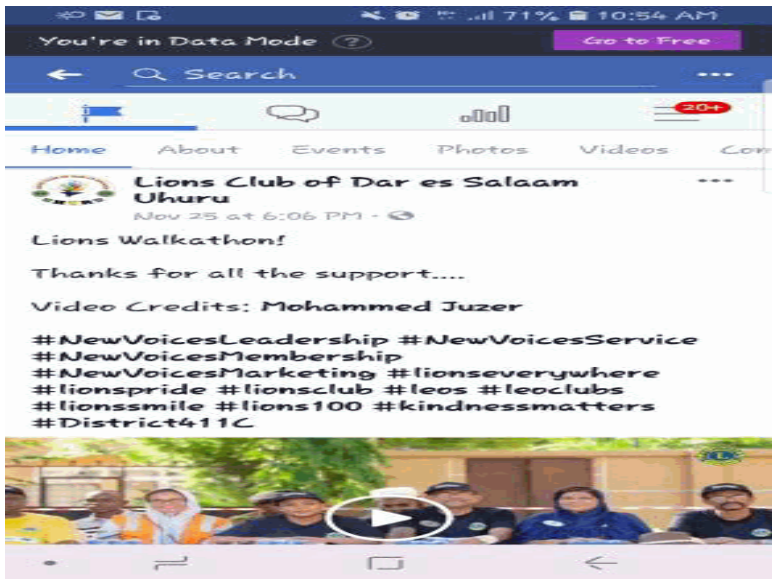 71% 10:54 AM
You're in Data Mode ? Go to Free
Search
20+
Home About Events Photos Videos Com
Lions Club of Dar es Salaam
Uhuru
Nov 25 at 6:06 PM
Lions Walkathon!
Thanks for all the support....
Video Credits: Mohammed Juzer
#NewVoicesLeadership #NewVoicesService
#NewVoicesMembership
#NewVoicesMarketing #lionseverywhere
#lionspride #lionsclub #leos #leoclubs
#lionssmile #lions100 #kindnessmatters
#District411C